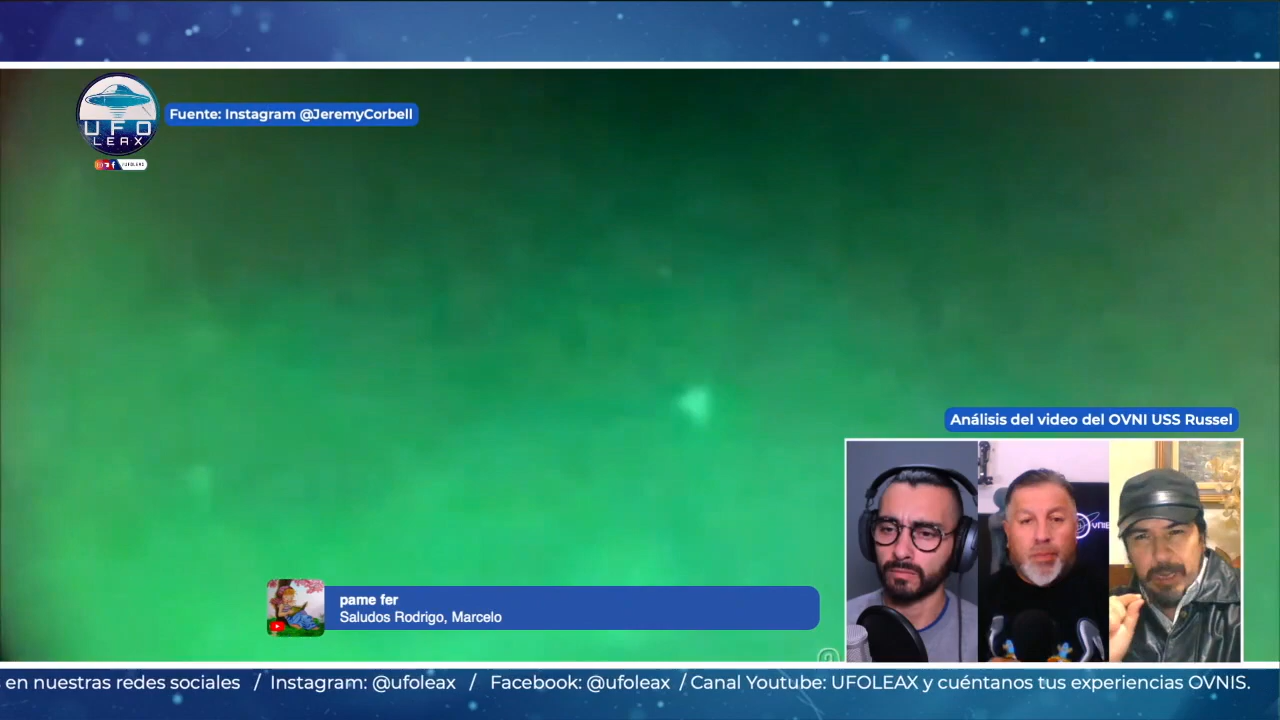 UFO
LEAX
UFOLEAX
Fuente: Instagram @JeremyCorbell
Análisis del video del OVNI USS Russel
pame fer
Saludos Rodrigo, Marcelo
en nuestras redes sociales / Instagram: @ufoleax / Facebook: @ufoleax / Canal Youtube: UFOLEAX y cuéntanos tus experiencias OVNIS.